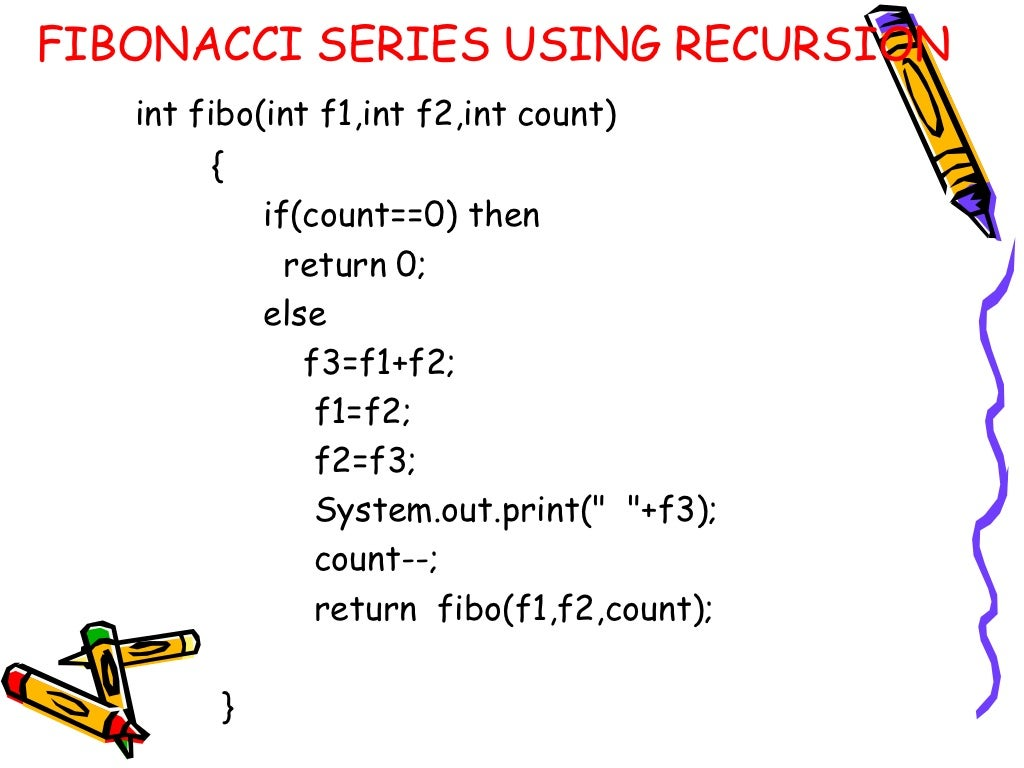 FIBONACCI SERIES USING RECURSION
int fibo(int f1,int f2,int count)
{
if(count==0) then
return 0;
else
f3=f1+f2;
f1=f2;
f2=f3;
System.out.print("  "+f3);
count--;
return  fibo(f1,f2,count);
}